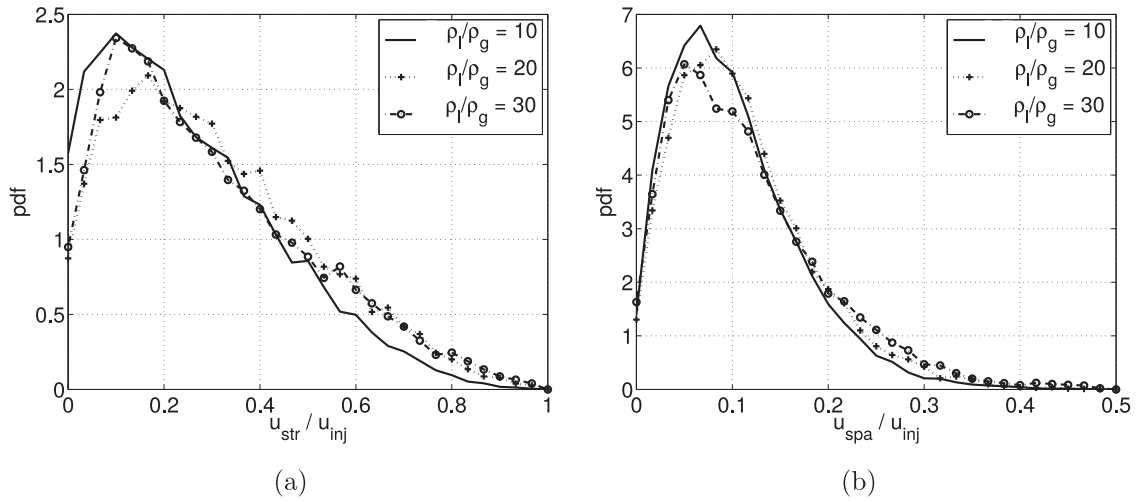 2.5
2
1.5
1
0.5
0
pdf
0
0.2
0.4
0.6
0.8
1
u_str / u_inj
ρ_l/ρ_g = 10
ρ_l/ρ_g = 20
ρ_l/ρ_g = 30
(a)
7
6
5
4
3
2
1
0
pdf
0
0.1
0.2
0.3
0.4
0.5
u_spa / u_inj
ρ_l/ρ_g = 10
ρ_l/ρ_g = 20
ρ_l/ρ_g = 30
(b)